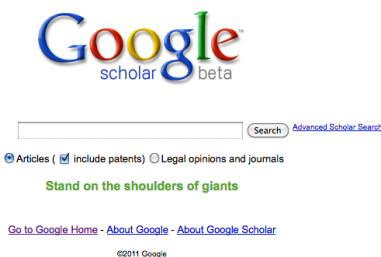 Google™
scholar beta
Search Advanced Scholar Search
Articles ( include patents) Legal opinions and journals
Stand on the shoulders of giants
Go to Google Home - About Google - About Google Scholar
©2011 Google